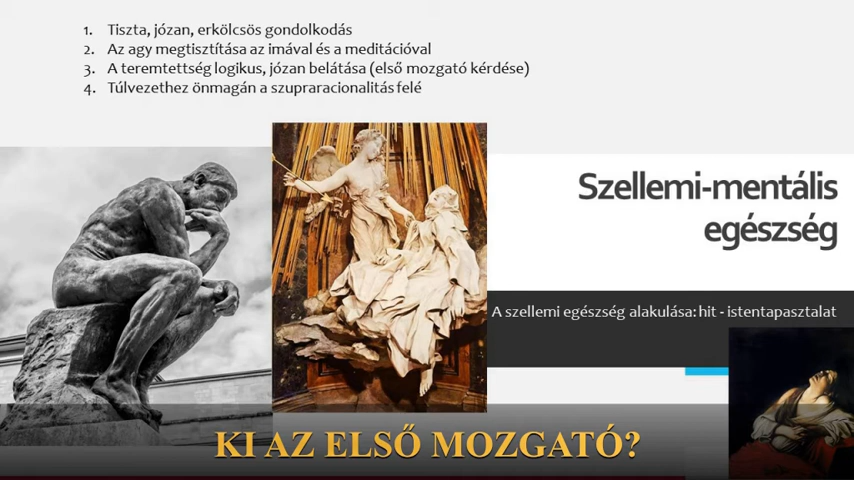 1. Tiszta, józan, erkölcsös gondolkodás
2. Az agy megtisztítása az imával és a meditációval
3. A teremtettség logikus, józan belátása (első mozgató kérdése)
4. Túlvezethez önmagán a szupraracionalitás felé
Szellemi-mentális
egészség
A szellemi egészség alakulása: hit - istentapasztalat
KI AZ ELSŐ MOZGATÓ?